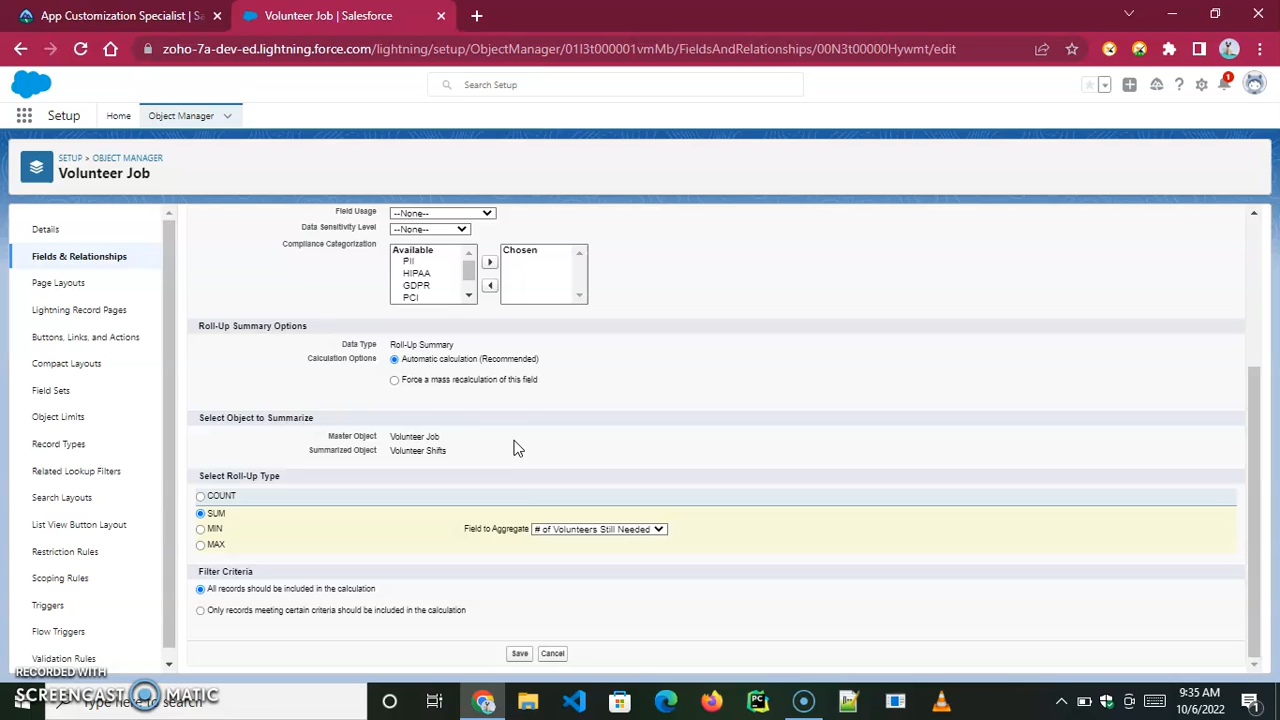 App Customization Specialist | Sa
Volunteer Job | Salesforce
zoho-7a-dev-ed.lightning.force.com/lightning/setup/ObjectManager/01I3t000001vmMb/FieldsAndRelationships/00N3t00000Hywmt/edit
Search Setup
1
Setup
Home
Object Manager
SETUP > OBJECT MANAGER
Volunteer Job
Details
Fields & Relationships
Page Layouts
Lightning Record Pages
Buttons, Links, and Actions
Compact Layouts
Field Sets
Object Limits
Record Types
Related Lookup Filters
Search Layouts
List View Button Layout
Restriction Rules
Scoping Rules
Triggers
Flow Triggers
Validation Rules
Field Usage
--None--
Data Sensitivity Level
--None--
Compliance Categorization
Available
PII
HIPAA
GDPR
PCI
Chosen
Roll-Up Summary Options
Data Type
Roll-Up Summary
Calculation Options
Automatic calculation (Recommended)
Force a mass recalculation of this field
Select Object to Summarize
Master Object
Volunteer Job
Summarized Object
Volunteer Shifts
Select Roll-Up Type
COUNT
SUM
MIN
MAX
Field to Aggregate
# of Volunteers Still Needed
Filter Criteria
All records should be included in the calculation
Only records meeting certain criteria should be included in the calculation
Save
Cancel
RECORDED WITH
SCREENCAST MATIC
Type here to search
9:35 AM
10/6/2022
1